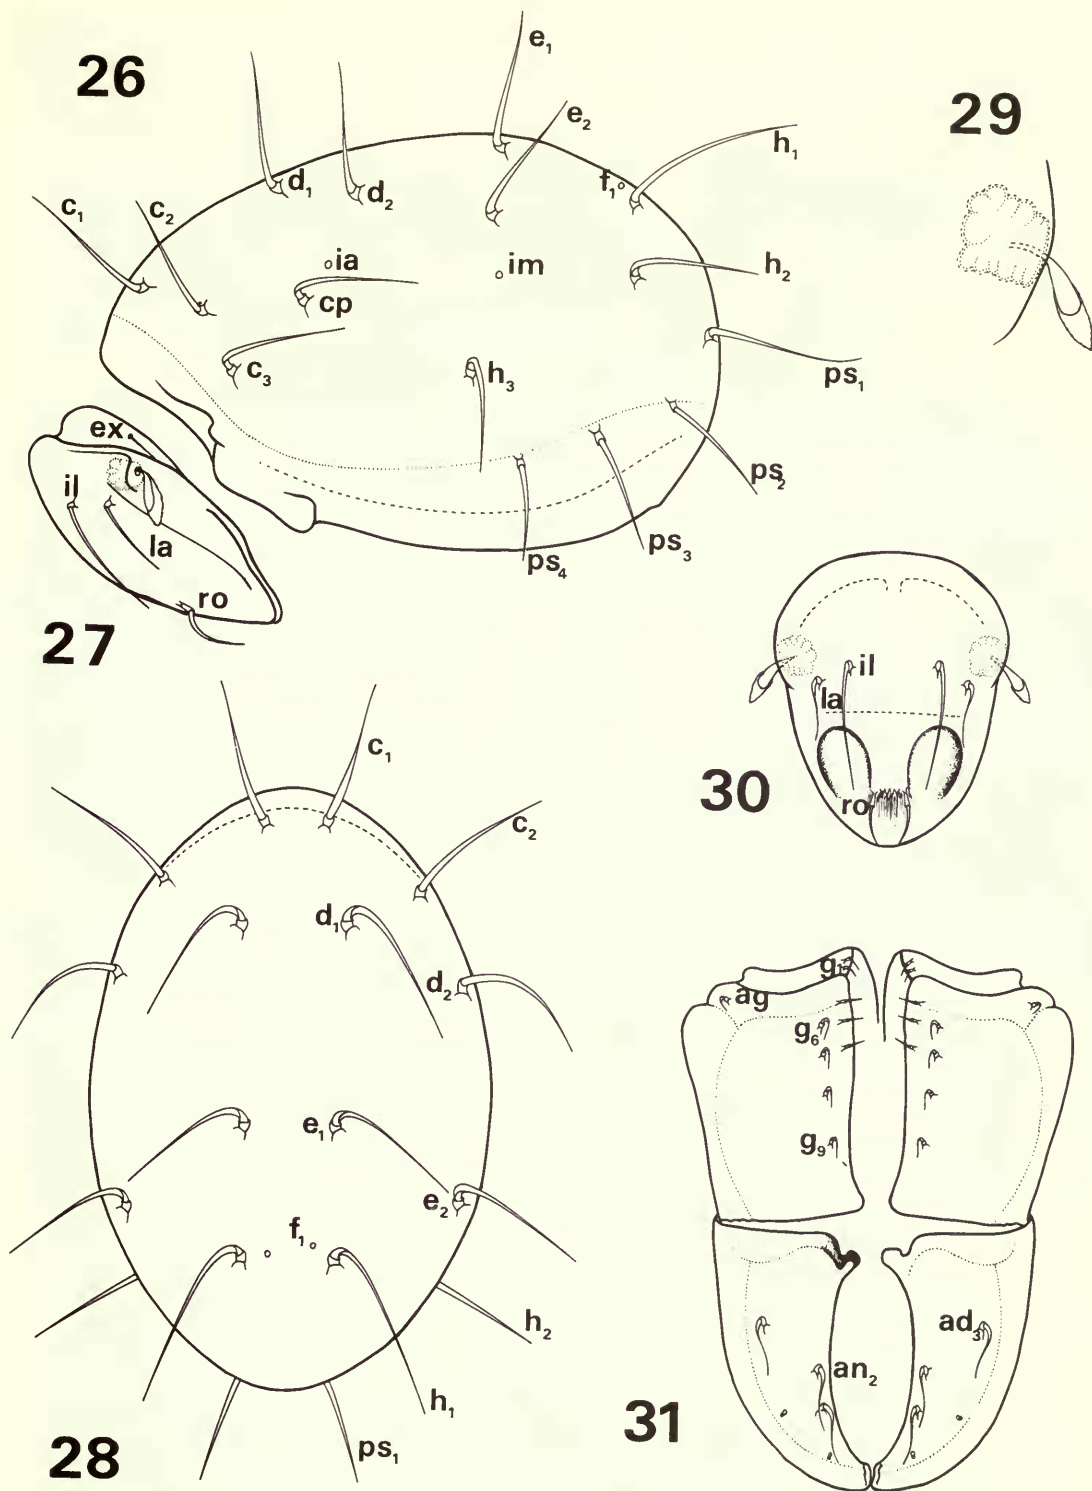 26
e₁
e₂
29
h₁
d₁
d₂
f₁
c₁
c₂
ia
im
h₂
cp
c₃
h₃
ps₁
ex
il
la
ps₂
ps₃
ps₄
ro
27
il
la
30
ro
c₁
c₂
d₁
d₂
e₁
e₂
f₁
h₂
h₁
ps₁
28
g₁
ag
g₆
g₉
ad₃
an₂
31